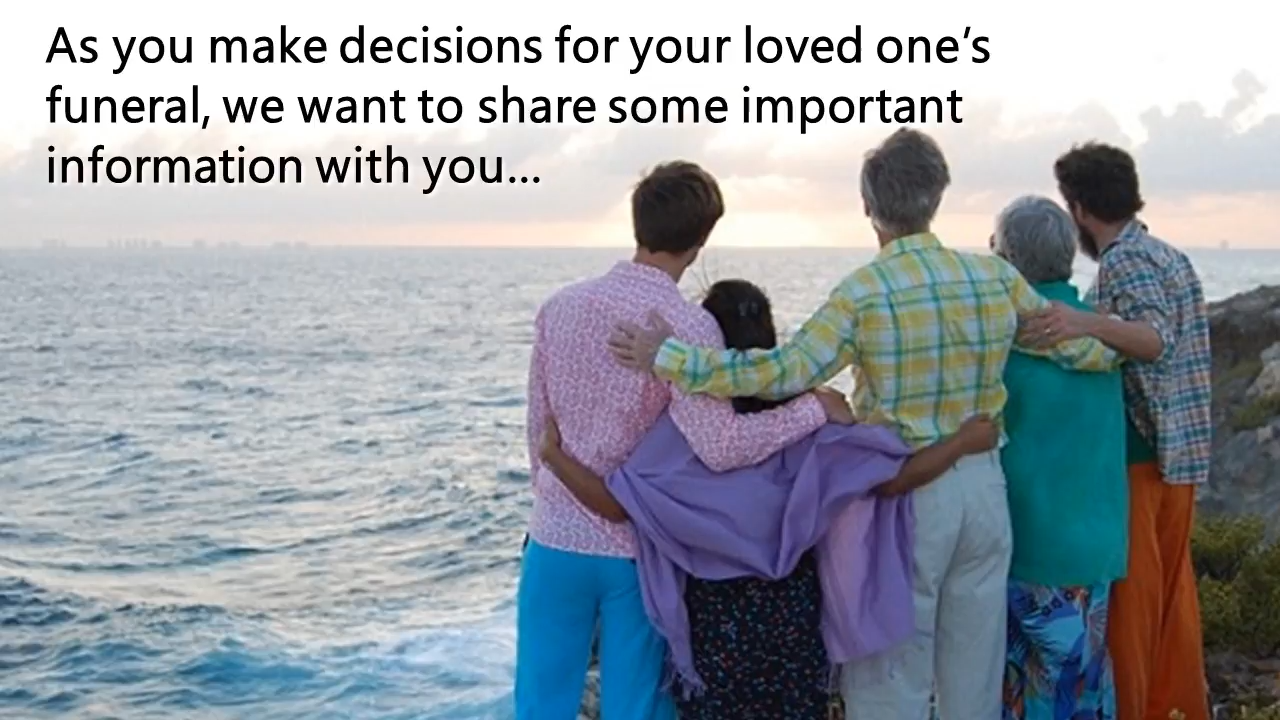 As you make decisions for your loved one’s
funeral, we want to share some important
information with you...